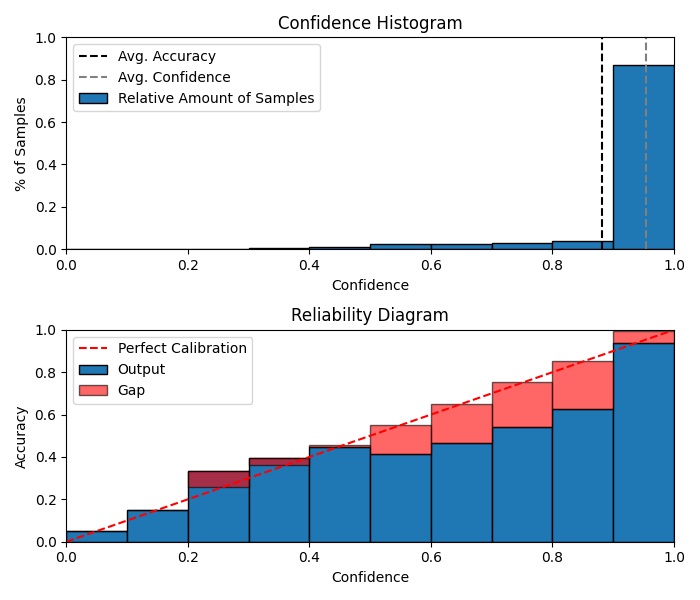 Confidence Histogram
1.0
0.8
0.6
0.4
0.2
0.0
% of Samples
Avg. Accuracy
Avg. Confidence
Relative Amount of Samples
0.0 0.2 0.4 0.6 0.8 1.0
Confidence
Reliability Diagram
1.0
0.8
0.6
0.4
0.2
0.0
Accuracy
Perfect Calibration
Output
Gap
0.0 0.2 0.4 0.6 0.8 1.0
Confidence